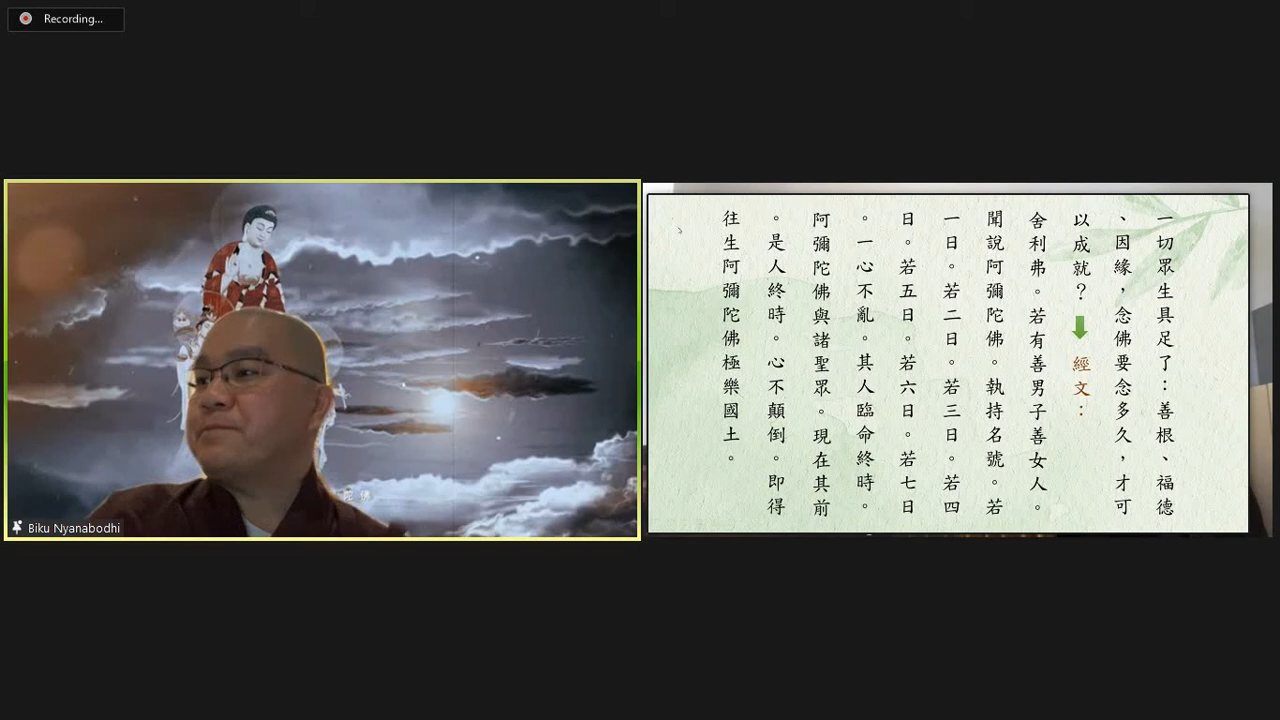 Recording...
陀佛
Biku Nyanabodhi
一切眾生具足了：善根、福德
、因緣，念佛要念多久，才可
以成就？ 經文：
舍利弗。若有善男子善女人。
聞說阿彌陀佛。執持名號。若
一日。若二日。若三日。若四
日。若五日。若六日。若七日
。一心不亂。其人臨命終時。
阿彌陀佛與諸聖眾。現在其前
。是人終時。心不顛倒。即得
往生阿彌陀佛極樂國土。